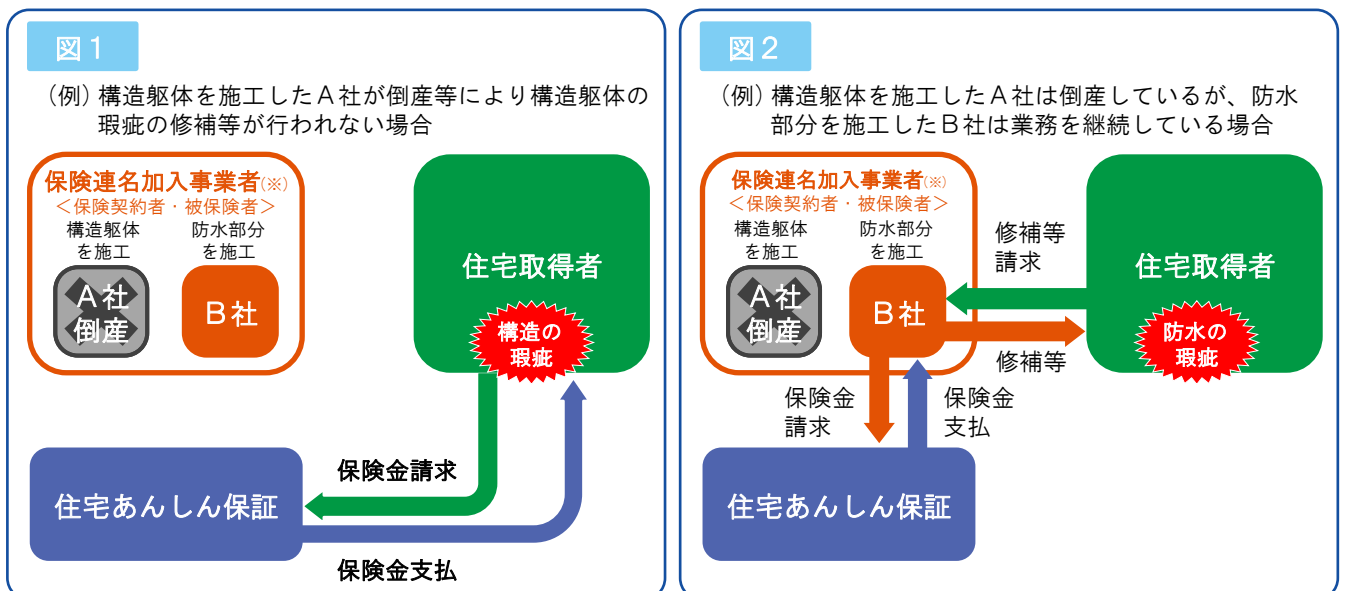 図1
(例)構造躯体を施工したA社が倒産等により構造躯体の
瑕疵の修補等が行われない場合
保険連名加入事業者(※)
<保険契約者・被保険者>
構造躯体
を施工
防水部分
を施工
A社
倒産
B社
住宅取得者
構造の
瑕疵
保険金請求
住宅あんしん保証
保険金支払
図2
(例)構造躯体を施工したA社は倒産しているが、防水
部分を施工したB社は業務を継続している場合
保険連名加入事業者(※)
<保険契約者・被保険者>
構造躯体
を施工
防水部分
を施工
A社
倒産
B社
修補等
請求
住宅取得者
防水の
瑕疵
修補等
保険金
請求
保険金
支払
住宅あんしん保証